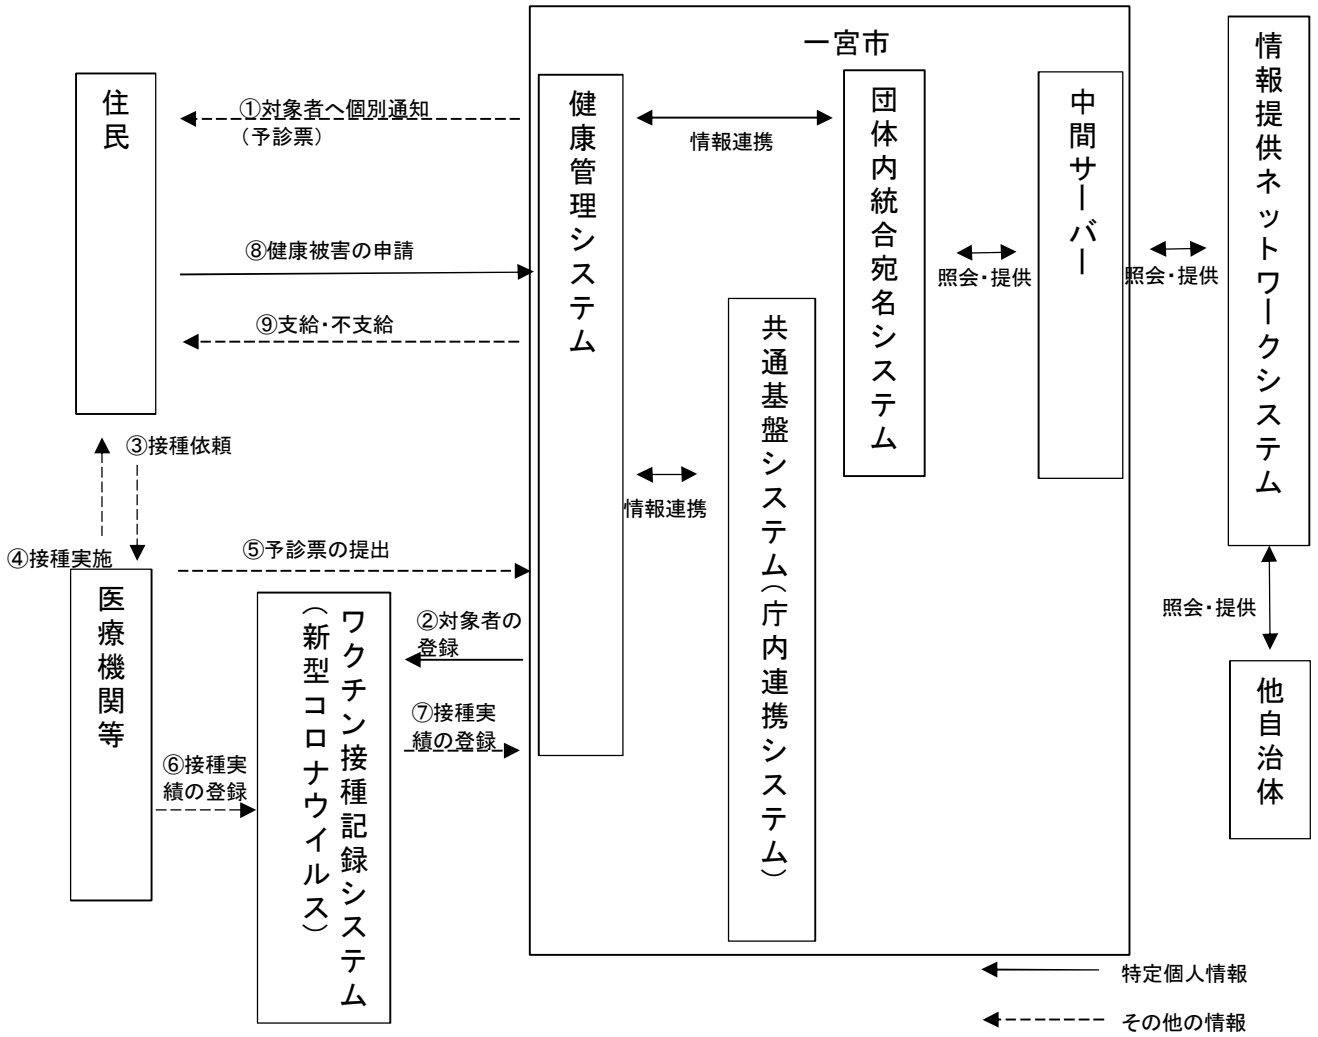 一宮市
住民
①対象者へ個別通知
（予診票）
⑧健康被害の申請
⑨支給・不支給
③接種依頼
④接種実施
⑤予診票の提出
医療機関等
⑥接種実
績の登録
ワクチン接種記録システム
（新型コロナウイルス）
②対象者の
登録
⑦接種実
績の登録
健康管理システム
情報連携
情報連携
共通基盤システム（庁内連携システム）
団体内統合宛名システム
照会・提供
中間サーバー
照会・提供
情報提供ネットワークシステム
照会・提供
他自治体
特定個人情報
その他の情報